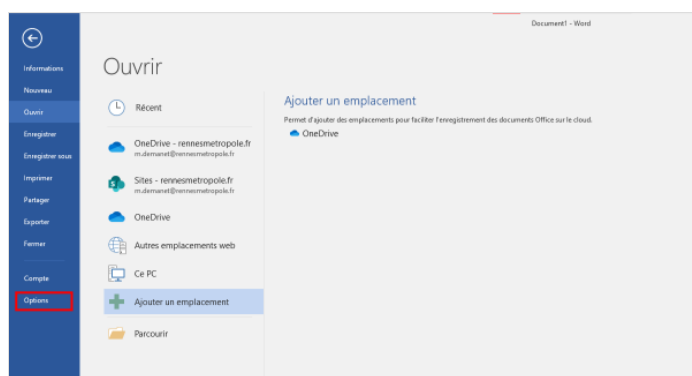 Document1 - Word
Informations
Nouveau
Ouvrir
Enregistrer
Enregistrer sous
Imprimer
Partager
Exporter
Fermer
Compte
Options
Ouvrir
Récent
OneDrive - rennesmetropole.fr
m.demanet@rennesmetropole.fr
Sites - rennesmetropole.fr
m.demanet@rennesmetropole.fr
OneDrive
Autres emplacements web
Ce PC
Ajouter un emplacement
Parcourir
Ajouter un emplacement
Permet d'ajouter des emplacements pour faciliter l'enregistrement des documents Office sur le cloud.
OneDrive